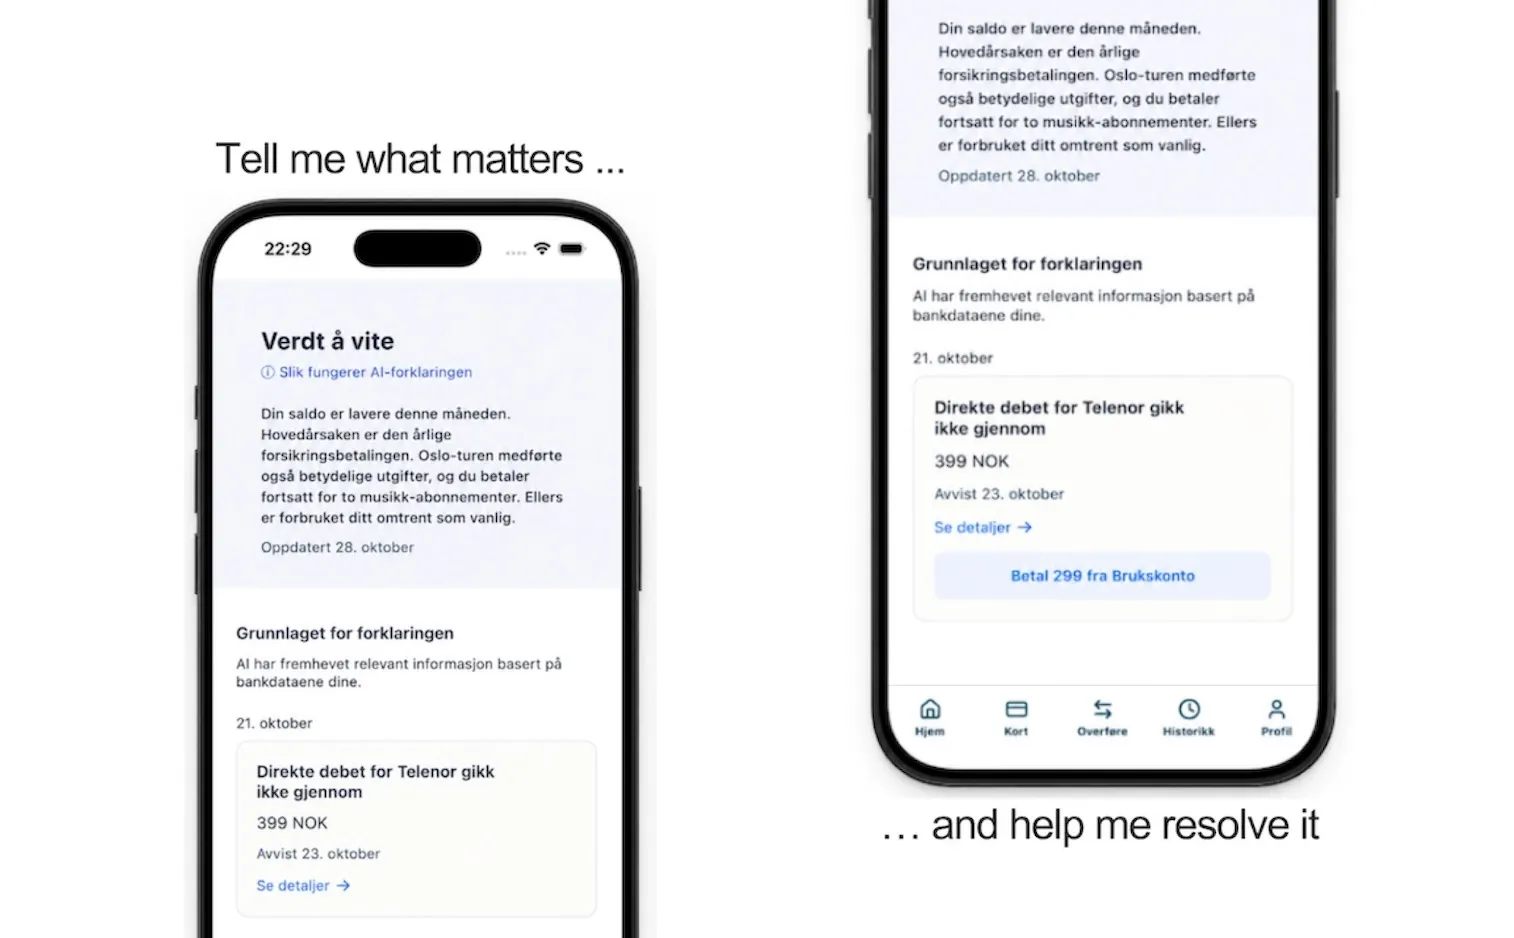 Tell me what matters ...
22:29
Verdt å vite
Slik fungerer AI-forklaringen
Din saldo er lavere denne måneden.
Hovedårsaken er den årlige
forsikringsbetalingen. Oslo-turen medførte
også betydelige utgifter, og du betaler
fortsatt for to musikk-abonnementer. Ellers
er forbruket ditt omtrent som vanlig.
Oppdatert 28. oktober
Grunnlaget for forklaringen
AI har fremhevet relevant informasjon basert på
bankdataene dine.
21. oktober
Direkte debet for Telenor gikk
ikke gjennom
399 NOK
Avvist 23. oktober
Se detaljer →
Din saldo er lavere denne måneden.
Hovedårsaken er den årlige
forsikringsbetalingen. Oslo-turen medførte
også betydelige utgifter, og du betaler
fortsatt for to musikk-abonnementer. Ellers
er forbruket ditt omtrent som vanlig.
Oppdatert 28. oktober
Grunnlaget for forklaringen
AI har fremhevet relevant informasjon basert på
bankdataene dine.
21. oktober
Direkte debet for Telenor gikk
ikke gjennom
399 NOK
Avvist 23. oktober
Se detaljer →
Betal 299 fra Brukskonto
Hjem Kort Overføre Historikk Profil
... and help me resolve it